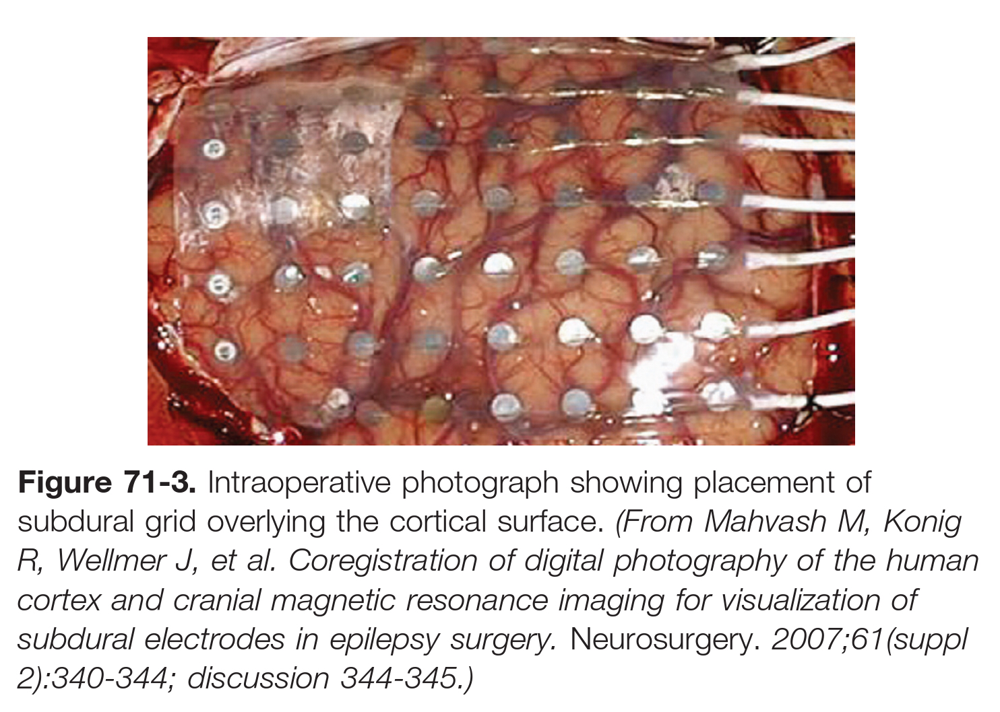 Figure 71-3. Intraoperative photograph showing placement of
subdural grid overlying the cortical surface. (From Mahvash M, Konig
R, Wellmer J, et al. Coregistration of digital photography of the human
cortex and cranial magnetic resonance imaging for visualization of
subdural electrodes in epilepsy surgery. Neurosurgery. 2007;61(suppl
2):340-344; discussion 344-345.)